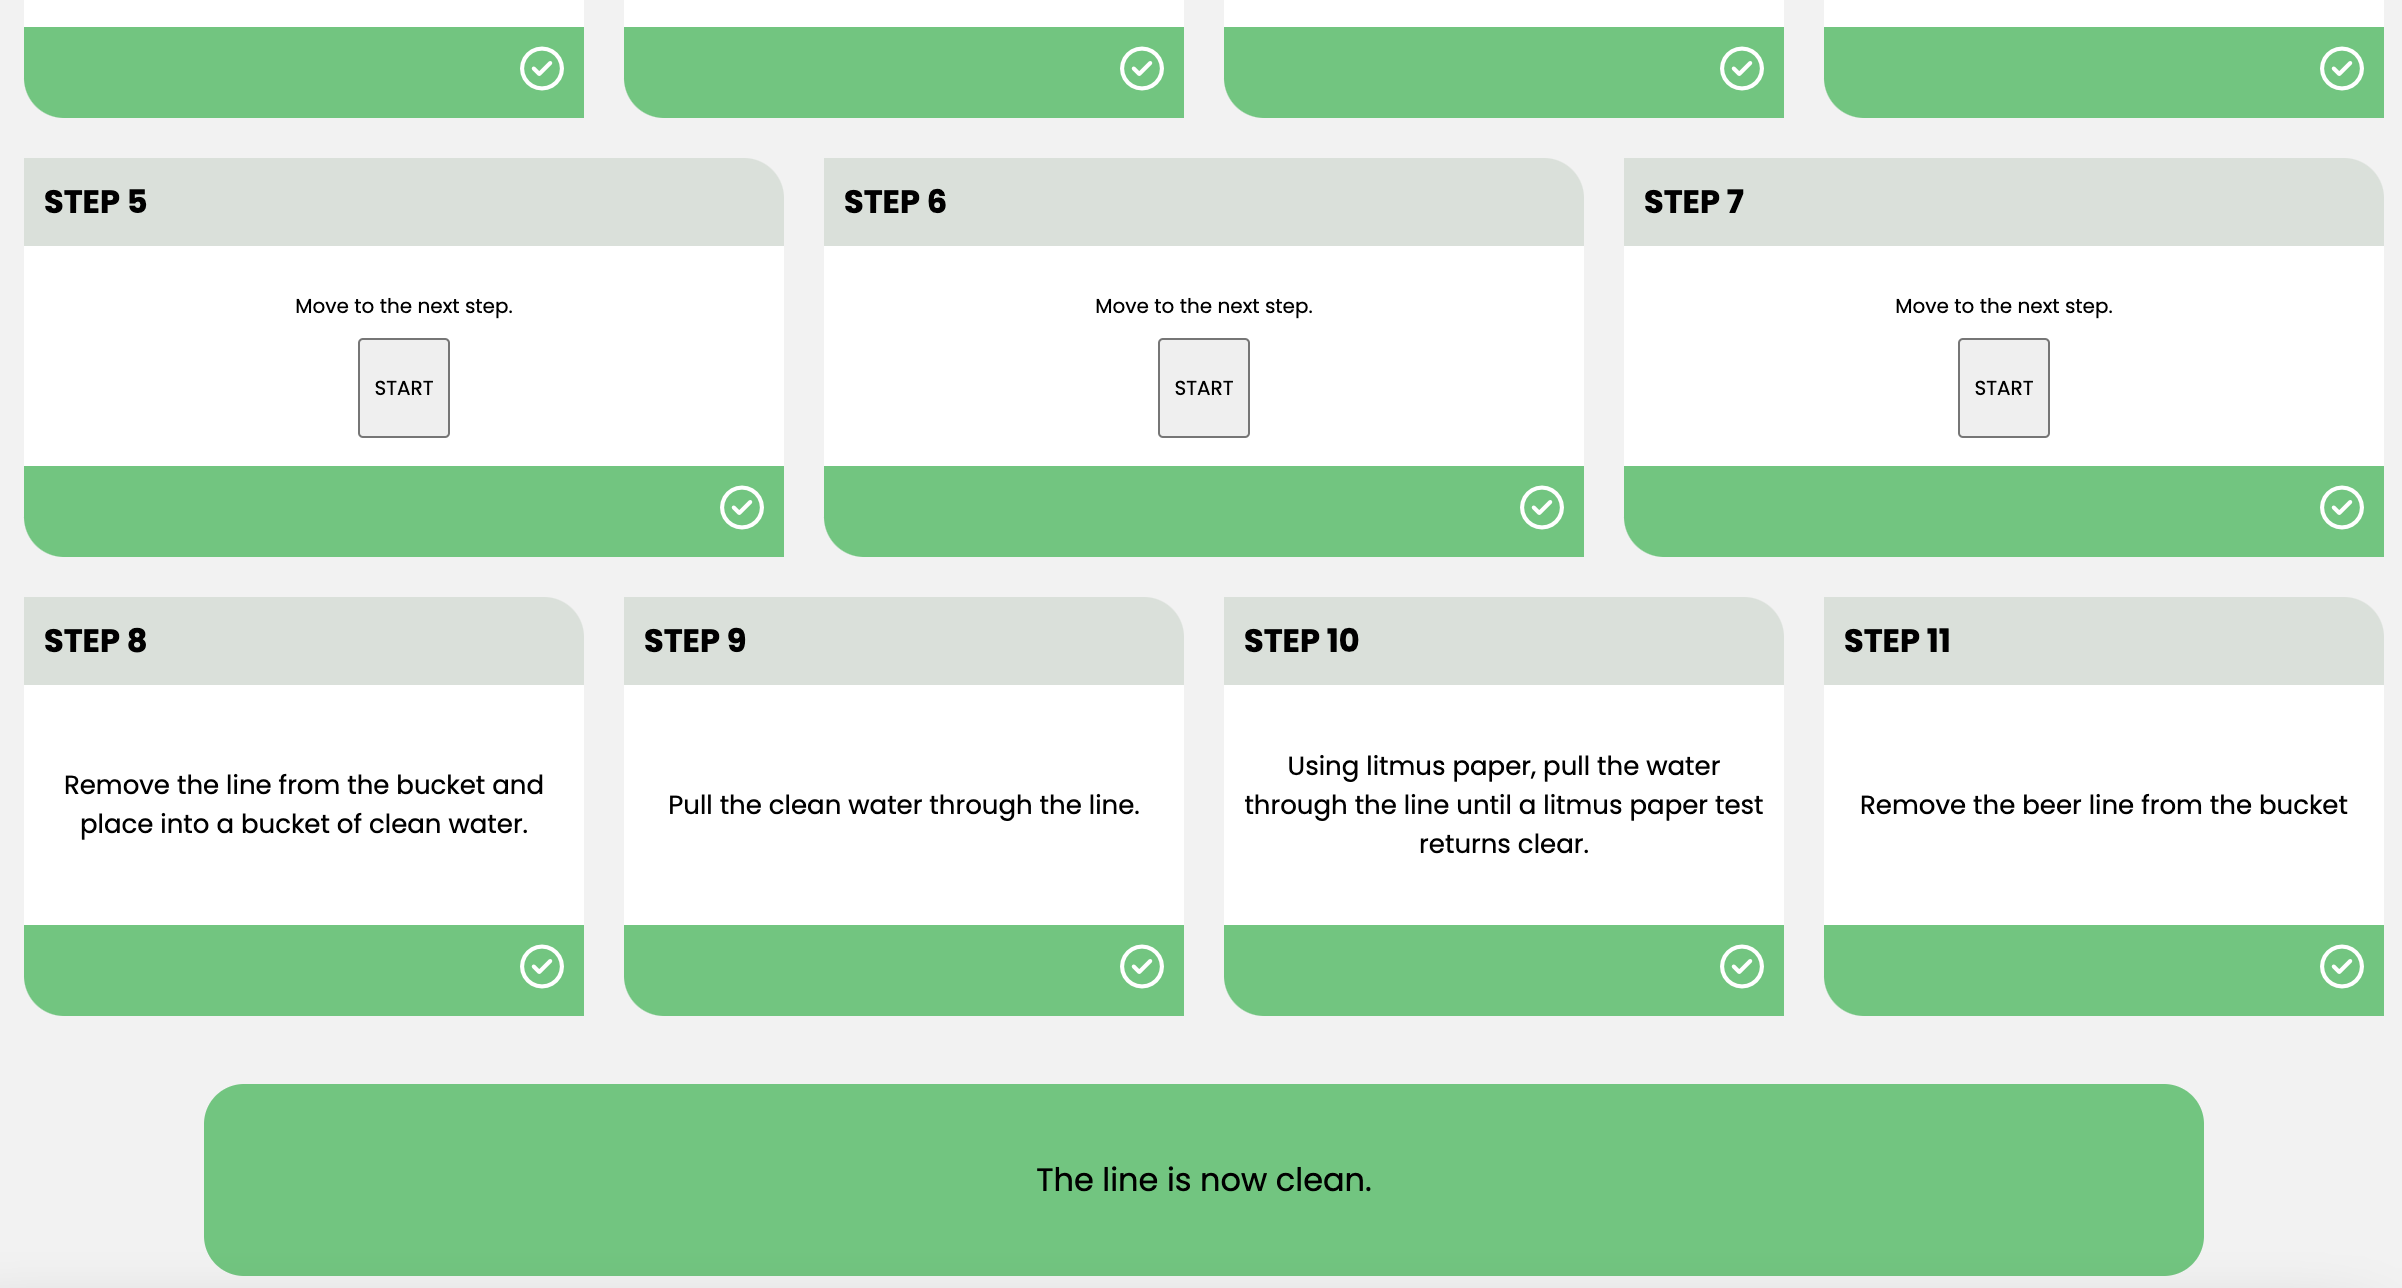 STEP 5
STEP 6
STEP 7
Move to the next step.
START
Move to the next step.
START
Move to the next step.
START
STEP 8
STEP 9
STEP 10
STEP 11
Remove the line from the bucket and
place into a bucket of clean water.
Pull the clean water through the line.
Using litmus paper, pull the water
through the line until a litmus paper test
returns clear.
Remove the beer line from the bucket
The line is now clean.